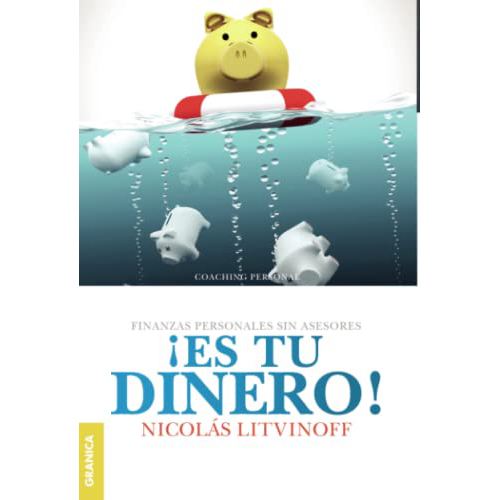 COACHING PERSONAL
FINANZAS PERSONALES SIN ASESORES
¡ES TU
DINERO!
NICOLÁS LITVINOFF
GRANICA